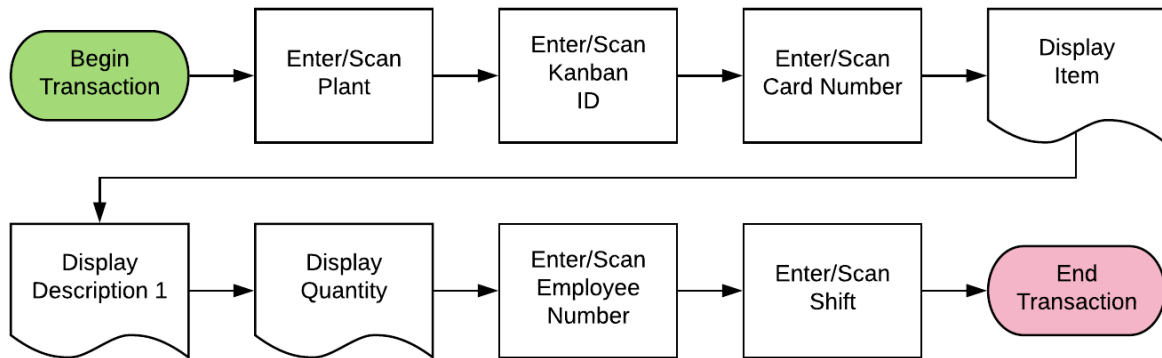 Begin
Transaction
Enter/Scan
Plant
Enter/Scan
Kanban
ID
Enter/Scan
Card Number
Display
Item
Display
Description 1
Display
Quantity
Enter/Scan
Employee
Number
Enter/Scan
Shift
End
Transaction